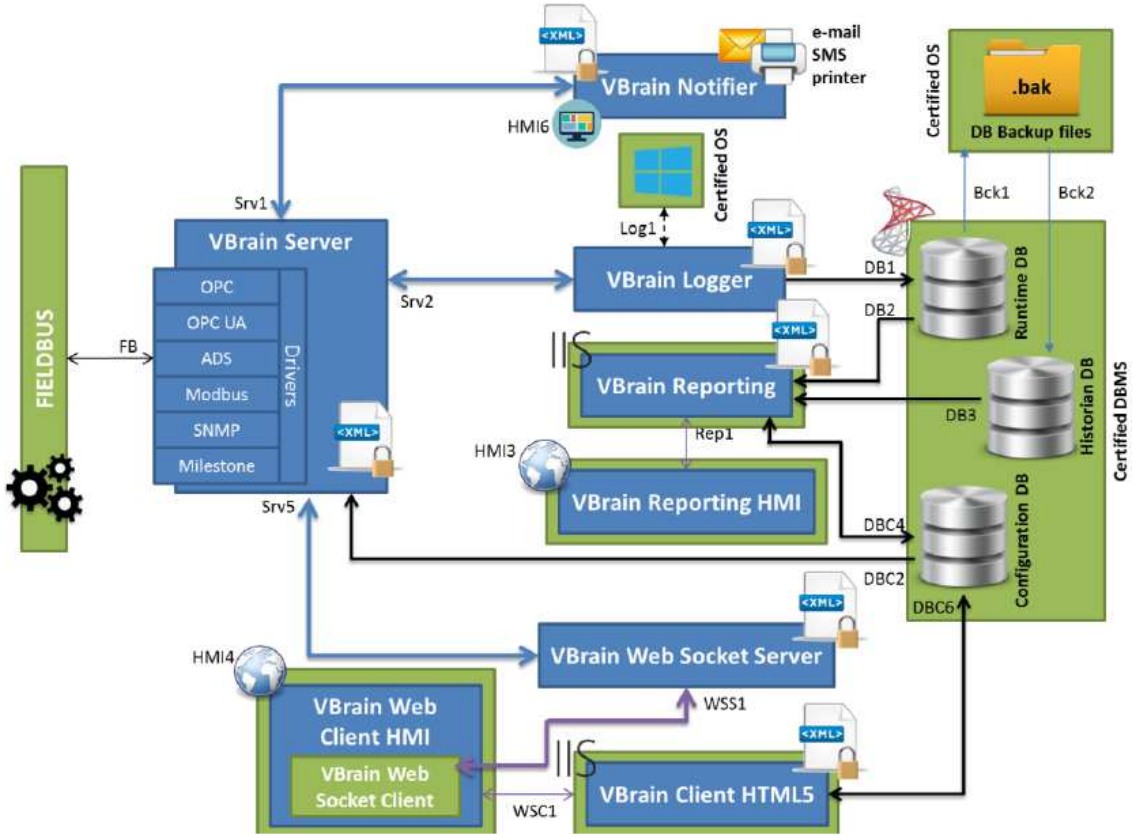 <XML>
e-mail
SMS
printer
VBrain Notifier
HMI6
Certified OS
.bak
DB Backup files
Certified OS
Srv1
Log1
Bck1
Bck2
FIELDBUS
FB
VBrain Server
OPC
OPC UA
ADS
Modbus
SNMP
Milestone
Drivers
<XML>
Srv2
<XML>
VBrain Logger
DB1
DB2
Runtime DB
IIS
<XML>
VBrain Reporting
DB3
Historian DB
Certified DBMS
Rep1
HMI3
VBrain Reporting HMI
Srv5
DBC4
DBC2
DBC6
Configuration DB
<XML>
VBrain Web Socket Server
HMI4
VBrain Web
Client HMI
VBrain Web
Socket Client
WSS1
WSC1
IIS
<XML>
VBrain Client HTML5